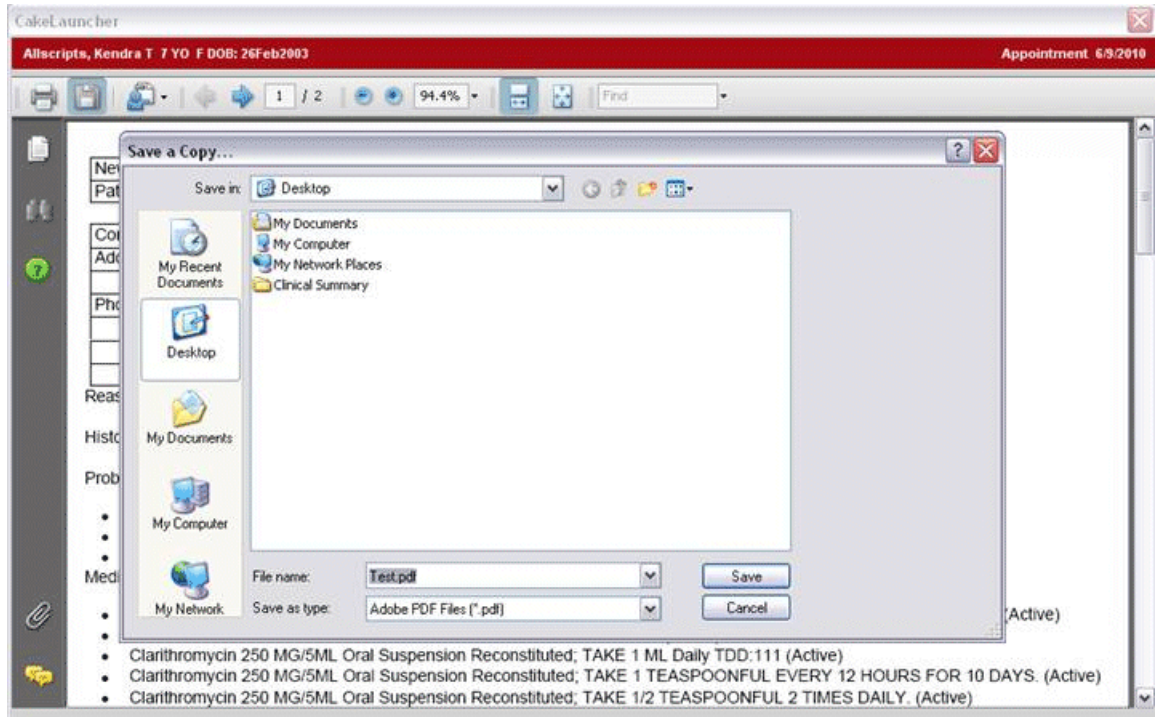 CakeLauncher
Allscripts, Kendra T 7 YO F DOB: 26Feb2003 Appointment 6/9/2010
1 / 2 94.4% Find
Save a Copy...
Save in: Desktop
My Recent Documents
Desktop
My Documents
My Computer
My Network
My Documents
My Computer
My Network Places
Clinical Summary
File name: Test.pdf Save
Save as type: Adobe PDF Files (*.pdf) Cancel
Pat
Reas
Histo
Prob
Medi
(Active)
Clarithromycin 250 MG/5ML Oral Suspension Reconstituted; TAKE 1 ML Daily TDD:111 (Active)
Clarithromycin 250 MG/5ML Oral Suspension Reconstituted; TAKE 1 TEASPOONFUL EVERY 12 HOURS FOR 10 DAYS. (Active)
Clarithromycin 250 MG/5ML Oral Suspension Reconstituted; TAKE 1/2 TEASPOONFUL 2 TIMES DAILY. (Active)